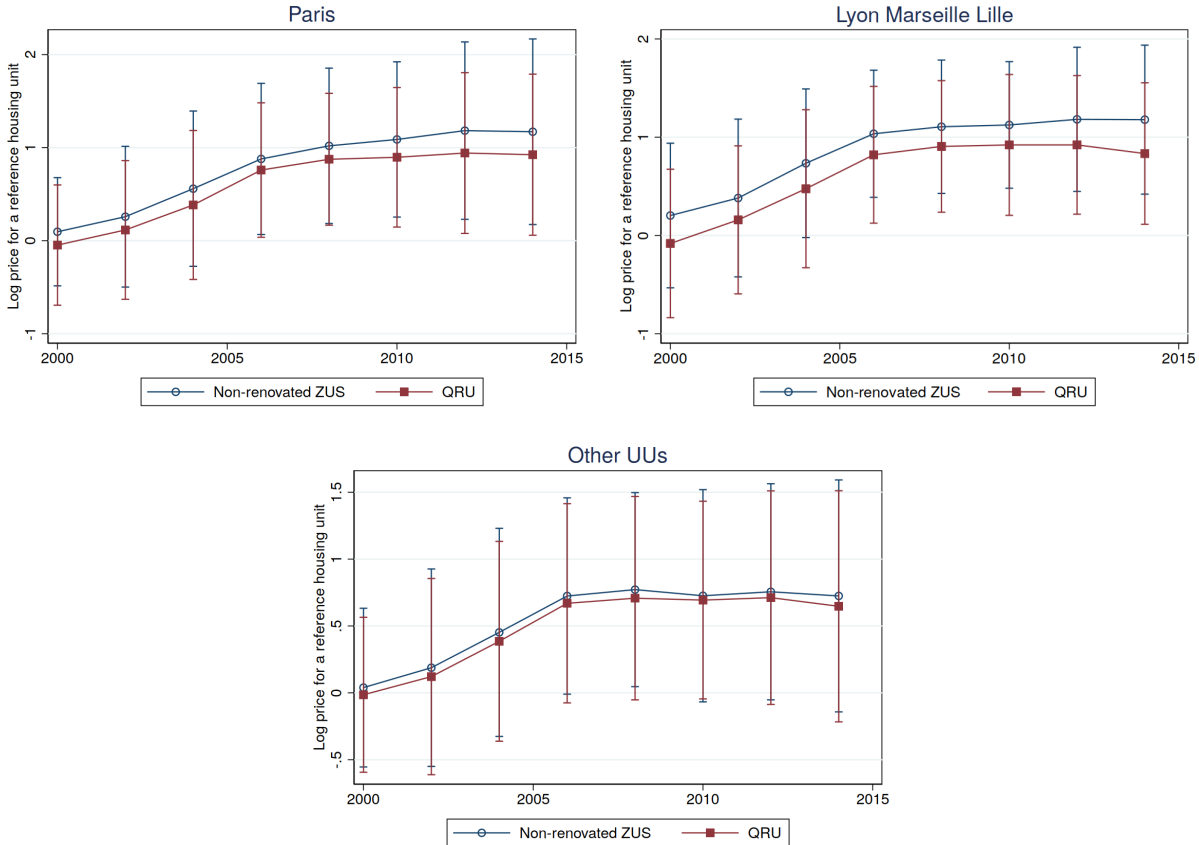 Paris
Log price for a reference housing unit
2
1
0
-1
2000 2005 2010 2015
Non-renovated ZUS QRU
Lyon Marseille Lille
Log price for a reference housing unit
2
1
0
-1
2000 2005 2010 2015
Non-renovated ZUS QRU
Other UUs
Log price for a reference housing unit
1.5
1
.5
0
-.5
2000 2005 2010 2015
Non-renovated ZUS QRU